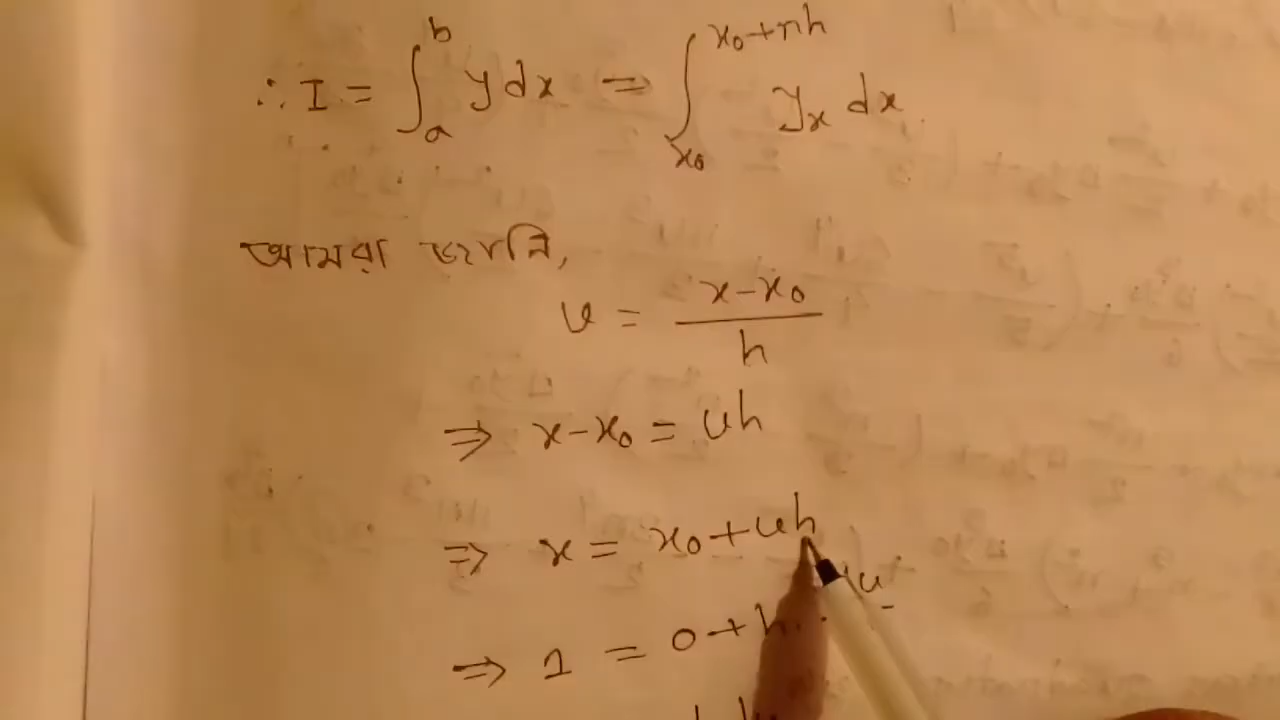 ∴ I = ∫_a^b y dx ⇒ ∫_{x₀}^{x₀+nh} y_x dx
আমরা জানি,
u = (x-x₀)/h
⇒ x-x₀ = uh
⇒ x = x₀+uh
⇒ 1 = 0+h.